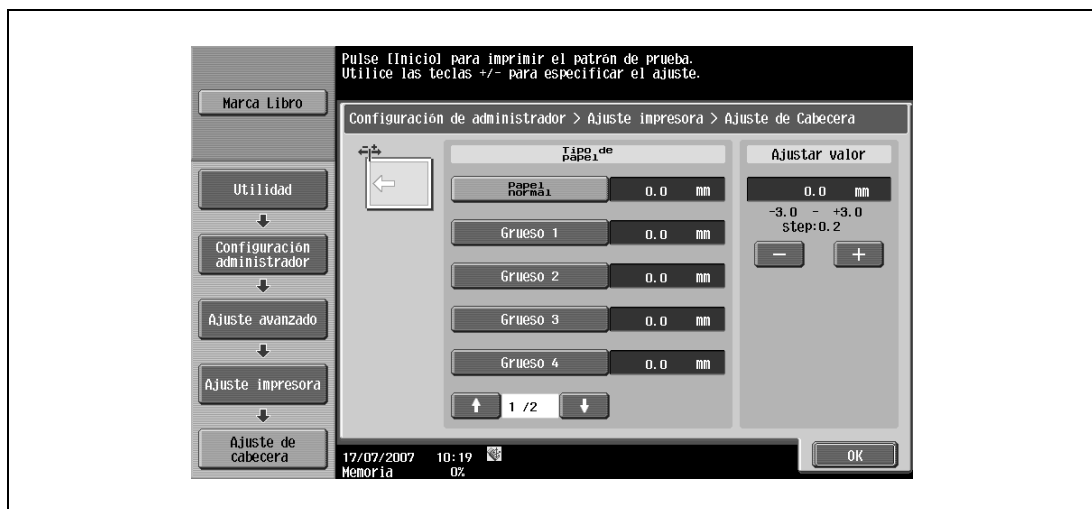 Pulse [Inicio] para imprimir el patrón de prueba.
Utilice las teclas +/- para especificar el ajuste.
Marca Libro
Utilidad
Configuración
administrador
Ajuste avanzado
Ajuste impresora
Ajuste de
cabecera
Configuración de administrador > Ajuste impresora > Ajuste de Cabecera
Tipo de
papel
Papel
normal
0.0 mm
Grueso 1
0.0 mm
Grueso 2
0.0 mm
Grueso 3
0.0 mm
Grueso 4
0.0 mm
1 /2
Ajustar valor
0.0 mm
-3.0 - +3.0
step:0.2
- +
17/07/2007 10:19
Memoria 0%
OK